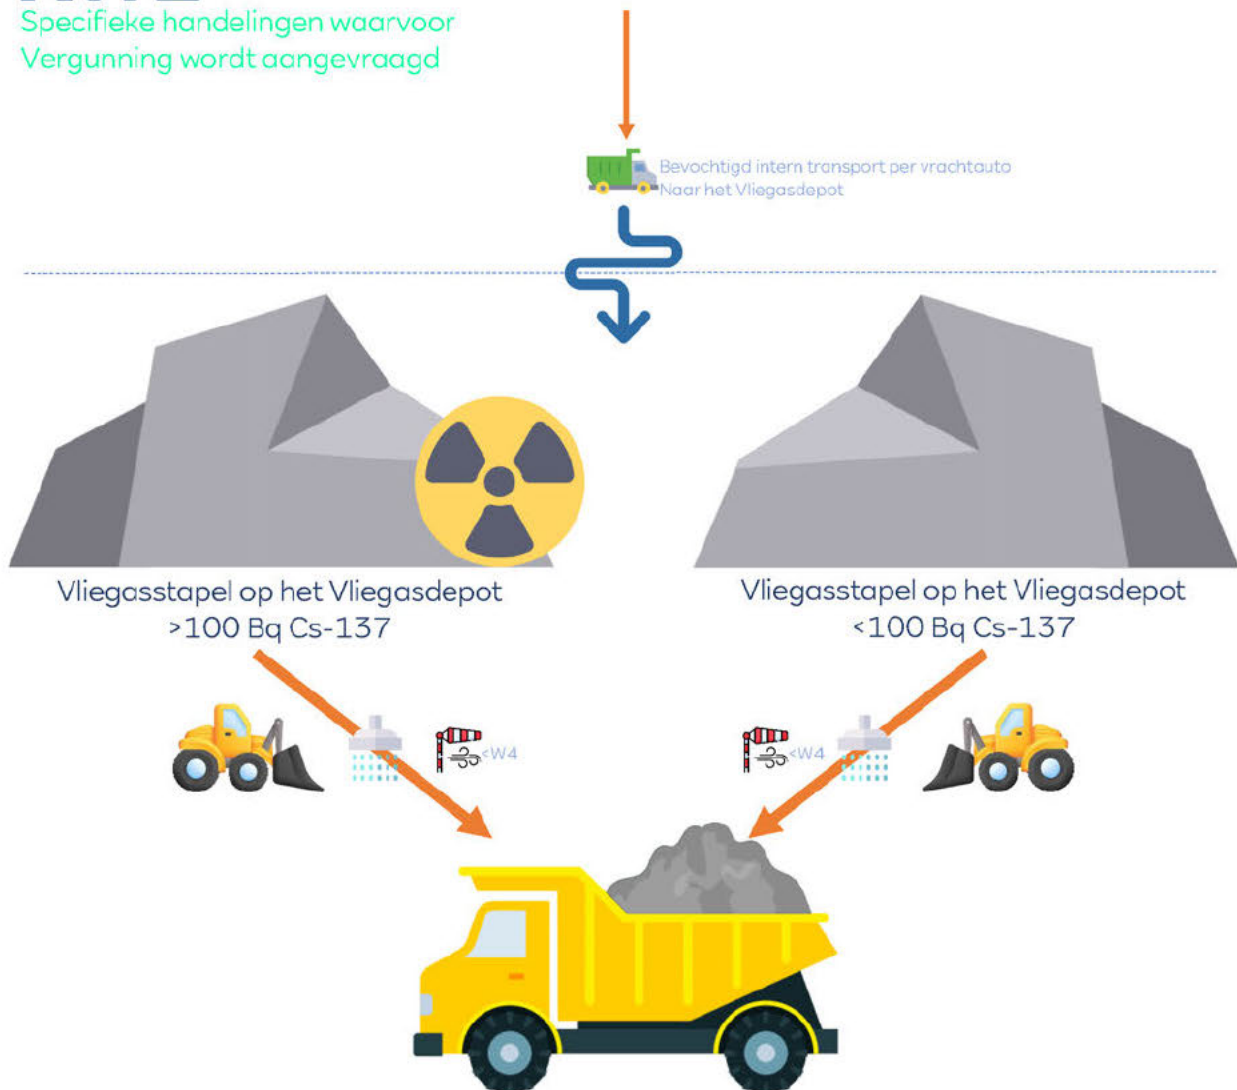 Specifieke handelingen waarvoor
Vergunning wordt aangevraagd
Bevochtigd intern transport per vrachtauto
Naar het Vliegasdepot
Vliegasstapel op het Vliegasdepot
>100 Bq Cs-137
Vliegasstapel op het Vliegasdepot
<100 Bq Cs-137
<W4
<W4